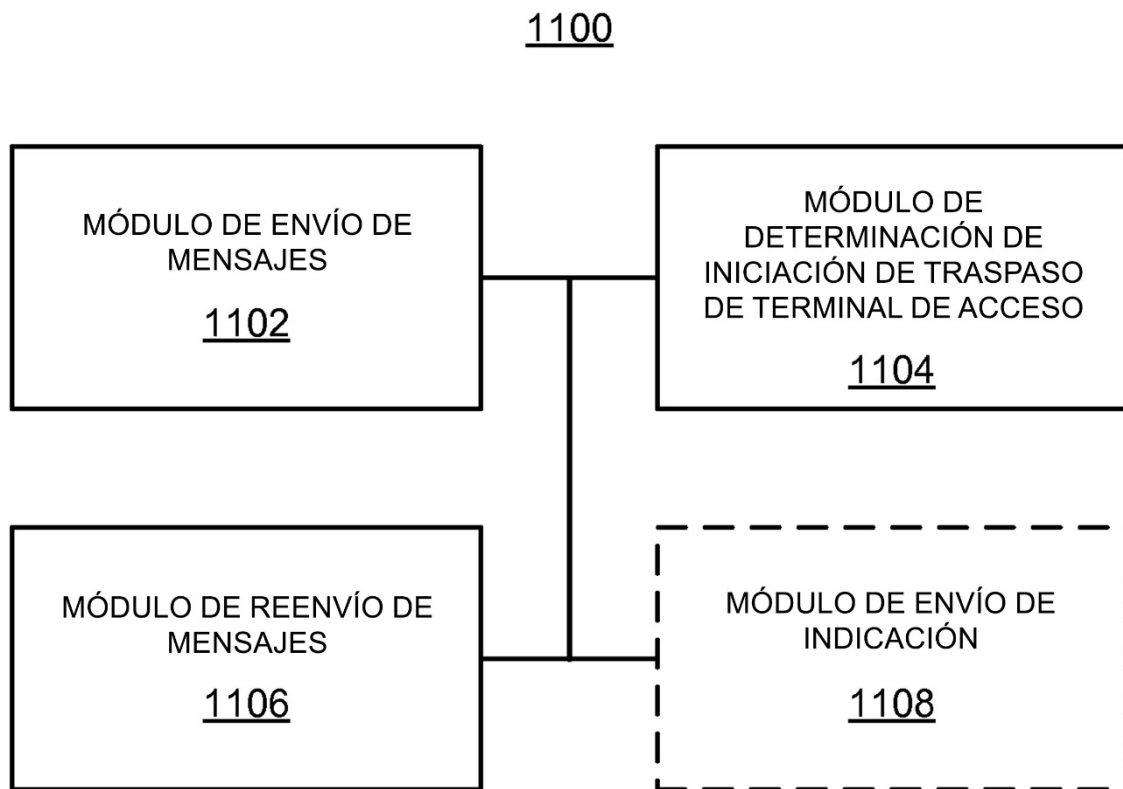 1100
MÓDULO DE ENVÍO DE
MENSAJES
1102
MÓDULO DE
DETERMINACIÓN DE
INICIACIÓN DE TRASPASO
DE TERMINAL DE ACCESO
1104
MÓDULO DE REENVÍO DE
MENSAJES
1106
MÓDULO DE ENVÍO DE
INDICACIÓN
1108